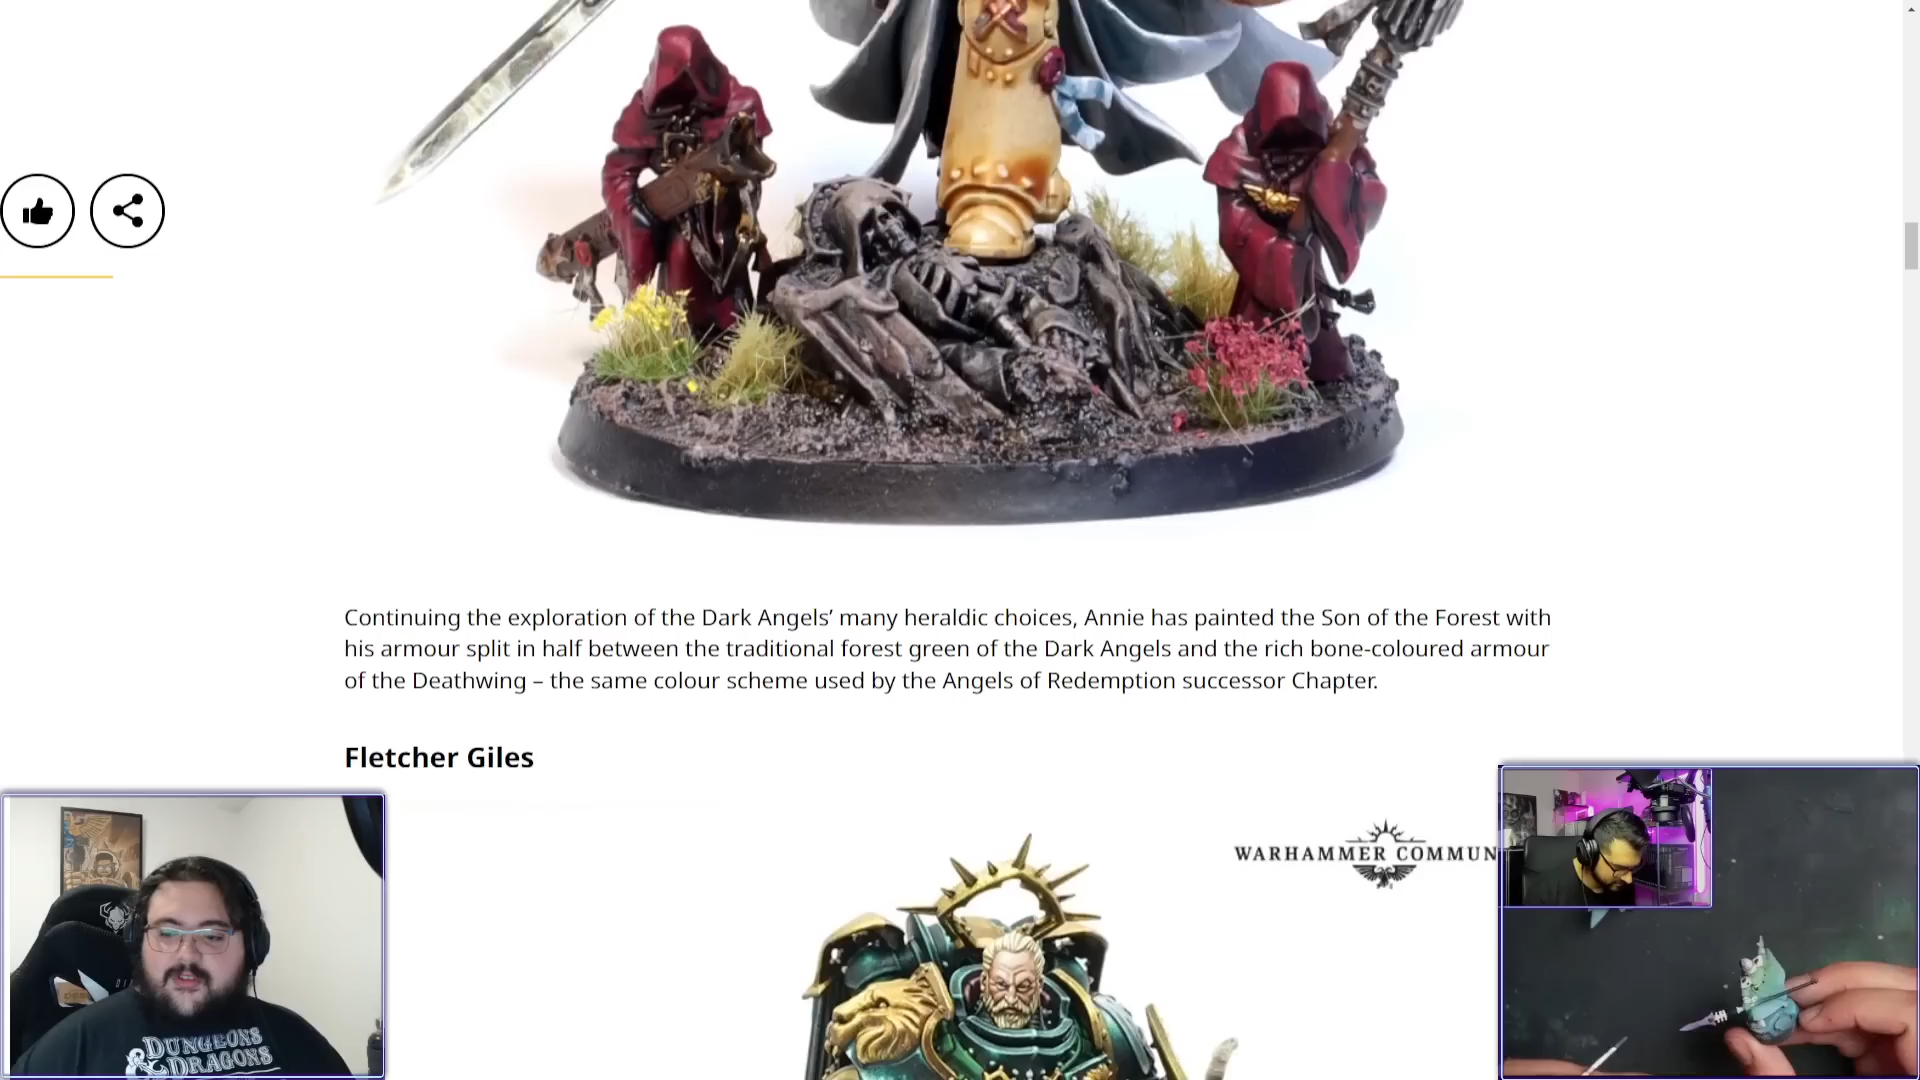 Continuing the exploration of the Dark Angels’ many heraldic choices, Annie has painted the Son of the Forest with
his armour split in half between the traditional forest green of the Dark Angels and the rich bone-coloured armour
of the Deathwing – the same colour scheme used by the Angels of Redemption successor Chapter.
Fletcher Giles
WARHAMMER COMMUN
DUNGEONS
& DRAGONS